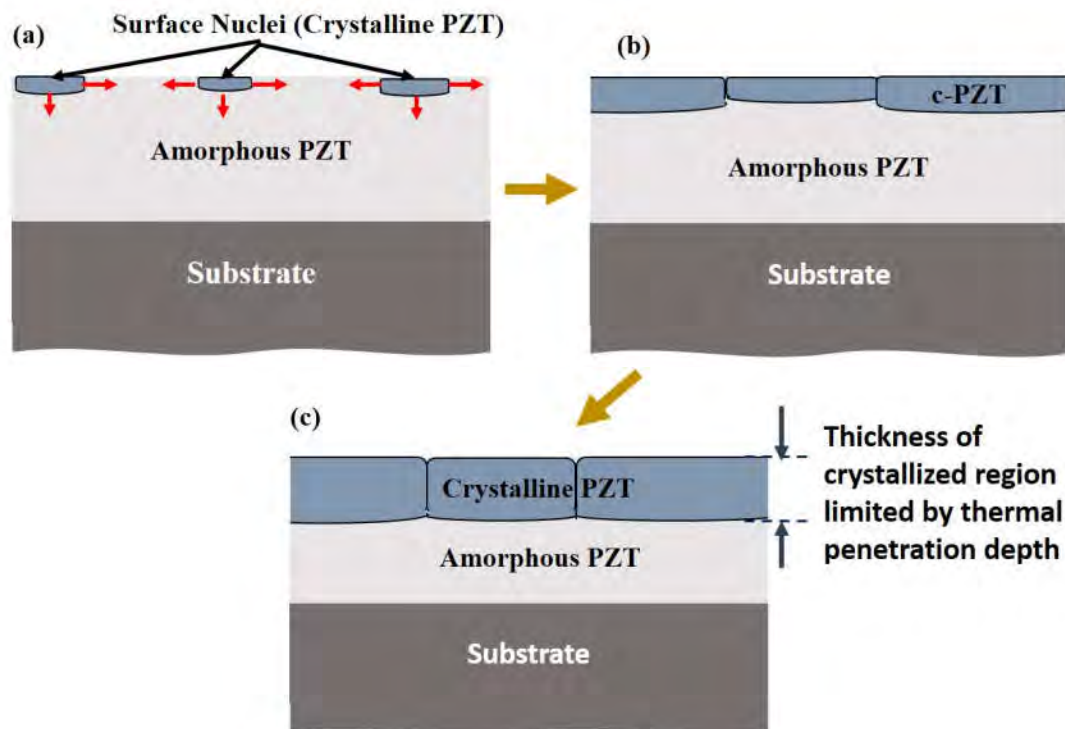 (a)
Surface Nuclei (Crystalline PZT)
Amorphous PZT
Substrate
(b)
c-PZT
Amorphous PZT
Substrate
(c)
Crystalline PZT
Amorphous PZT
Substrate
Thickness of
crystallized region
limited by thermal
penetration depth